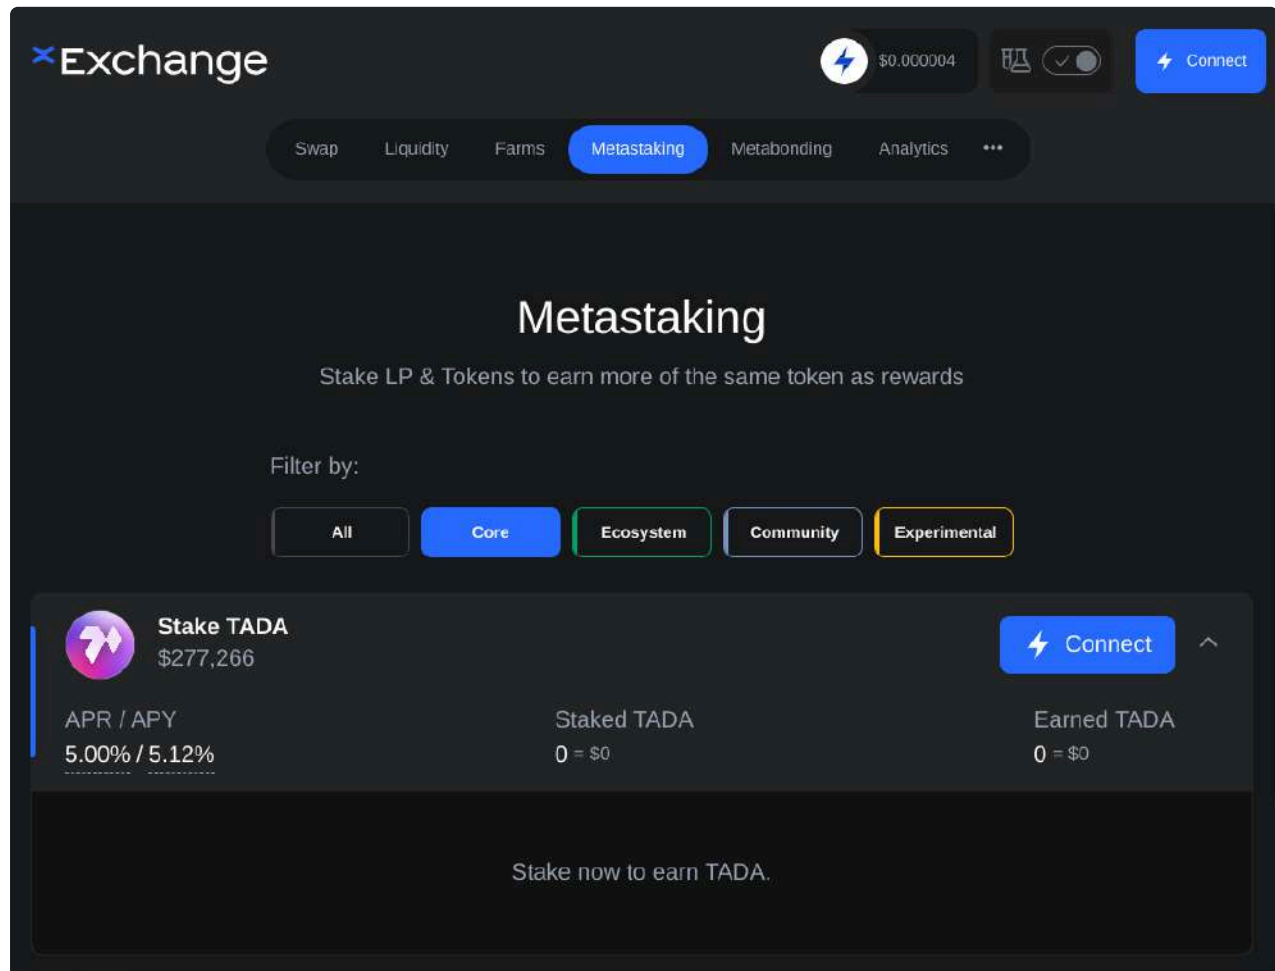 Exchange
$0.000004
Connect
Swap Liquidity Farms Metastaking Metabonding Analytics •••
Metastaking
Stake LP & Tokens to earn more of the same token as rewards
Filter by:
All Core Ecosystem Community Experimental
Stake TADA
$277,266
Connect
APR / APY Staked TADA Earned TADA
5.00% / 5.12% 0 = $0 0 = $0
Stake now to earn TADA.